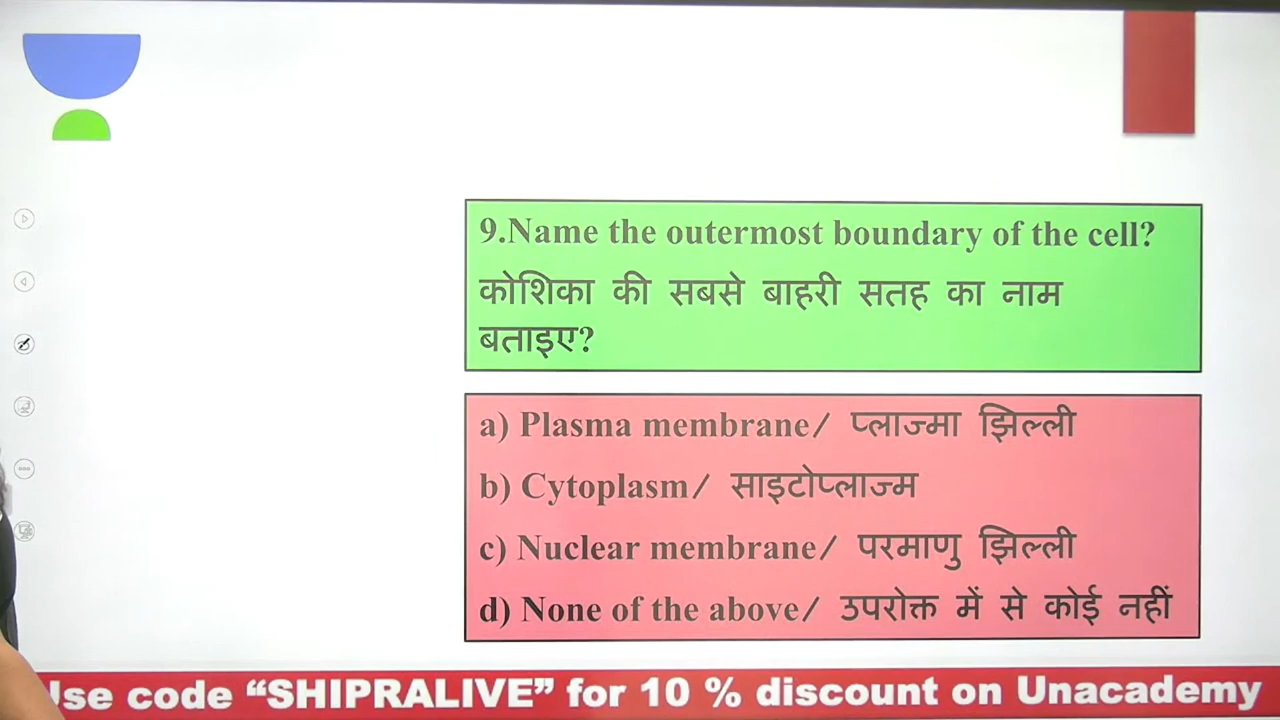 9.Name the outermost boundary of the cell?
कोशिका की सबसे बाहरी सतह का नाम
बताइए?
a) Plasma membrane/ प्लाज्मा झिल्ली
b) Cytoplasm/ साइटोप्लाज्म
c) Nuclear membrane/ परमाणु झिल्ली
d) None of the above/ उपरोक्त में से कोई नहीं
Use code “SHIPRALIVE” for 10 % discount on Unacademy